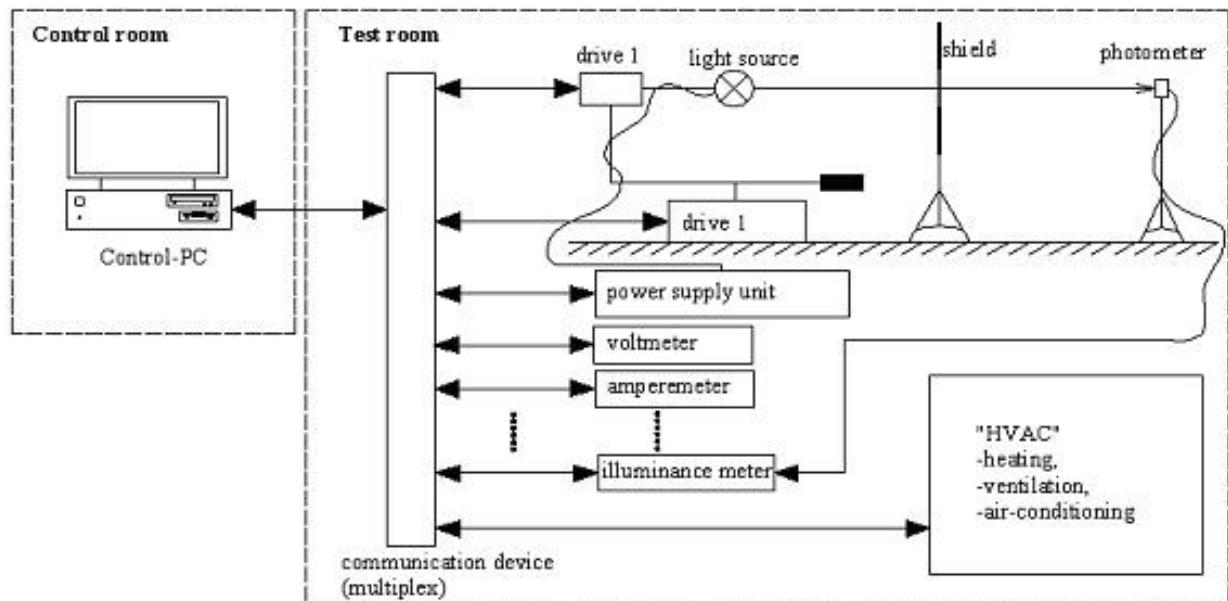 Control room
Control-PC
Test room
drive 1
light source
shield
photometer
drive 1
power supply unit
voltmeter
amperemeter
illuminance meter
"HVAC"
-heating,
-ventilation,
-air-conditioning
communication device
(multiplex)